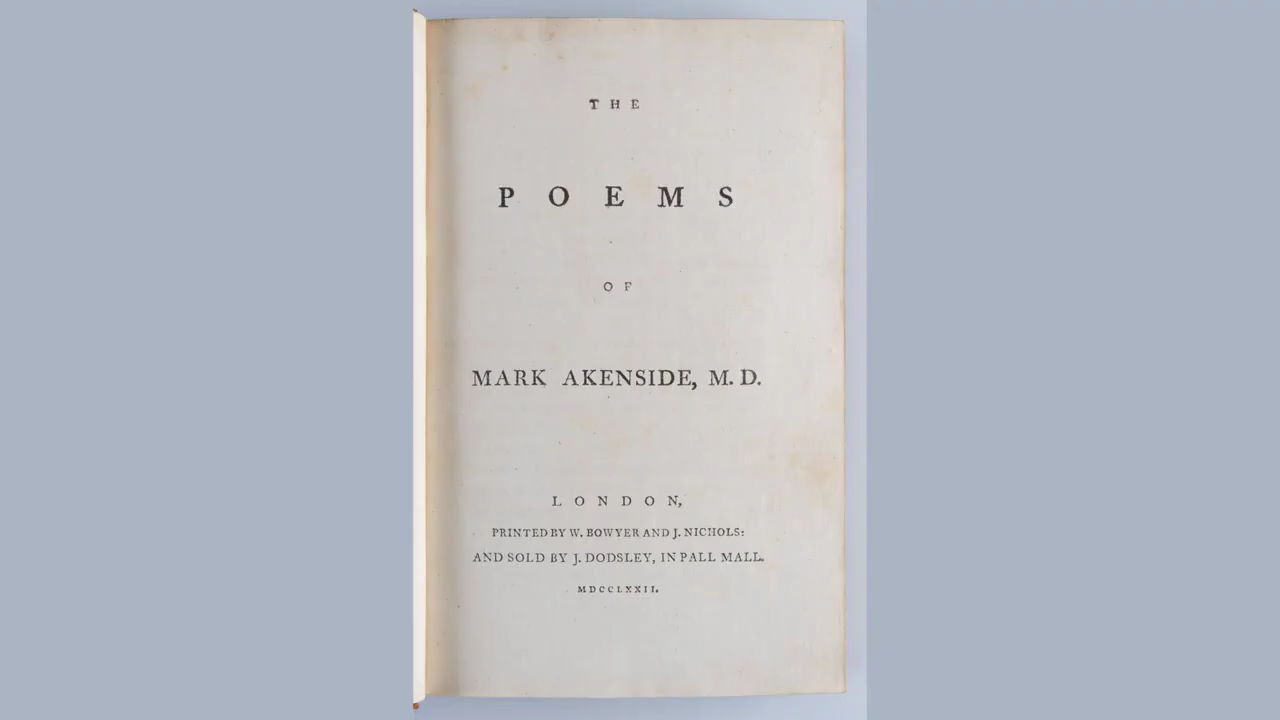 THE
POEMS
OF
MARK AKENSIDE, M. D.
LONDON,
PRINTED BY W. BOWYER AND J. NICHOLS:
AND SOLD BY J. DODSLEY, IN PALL MALL.
MDCCLXXII.